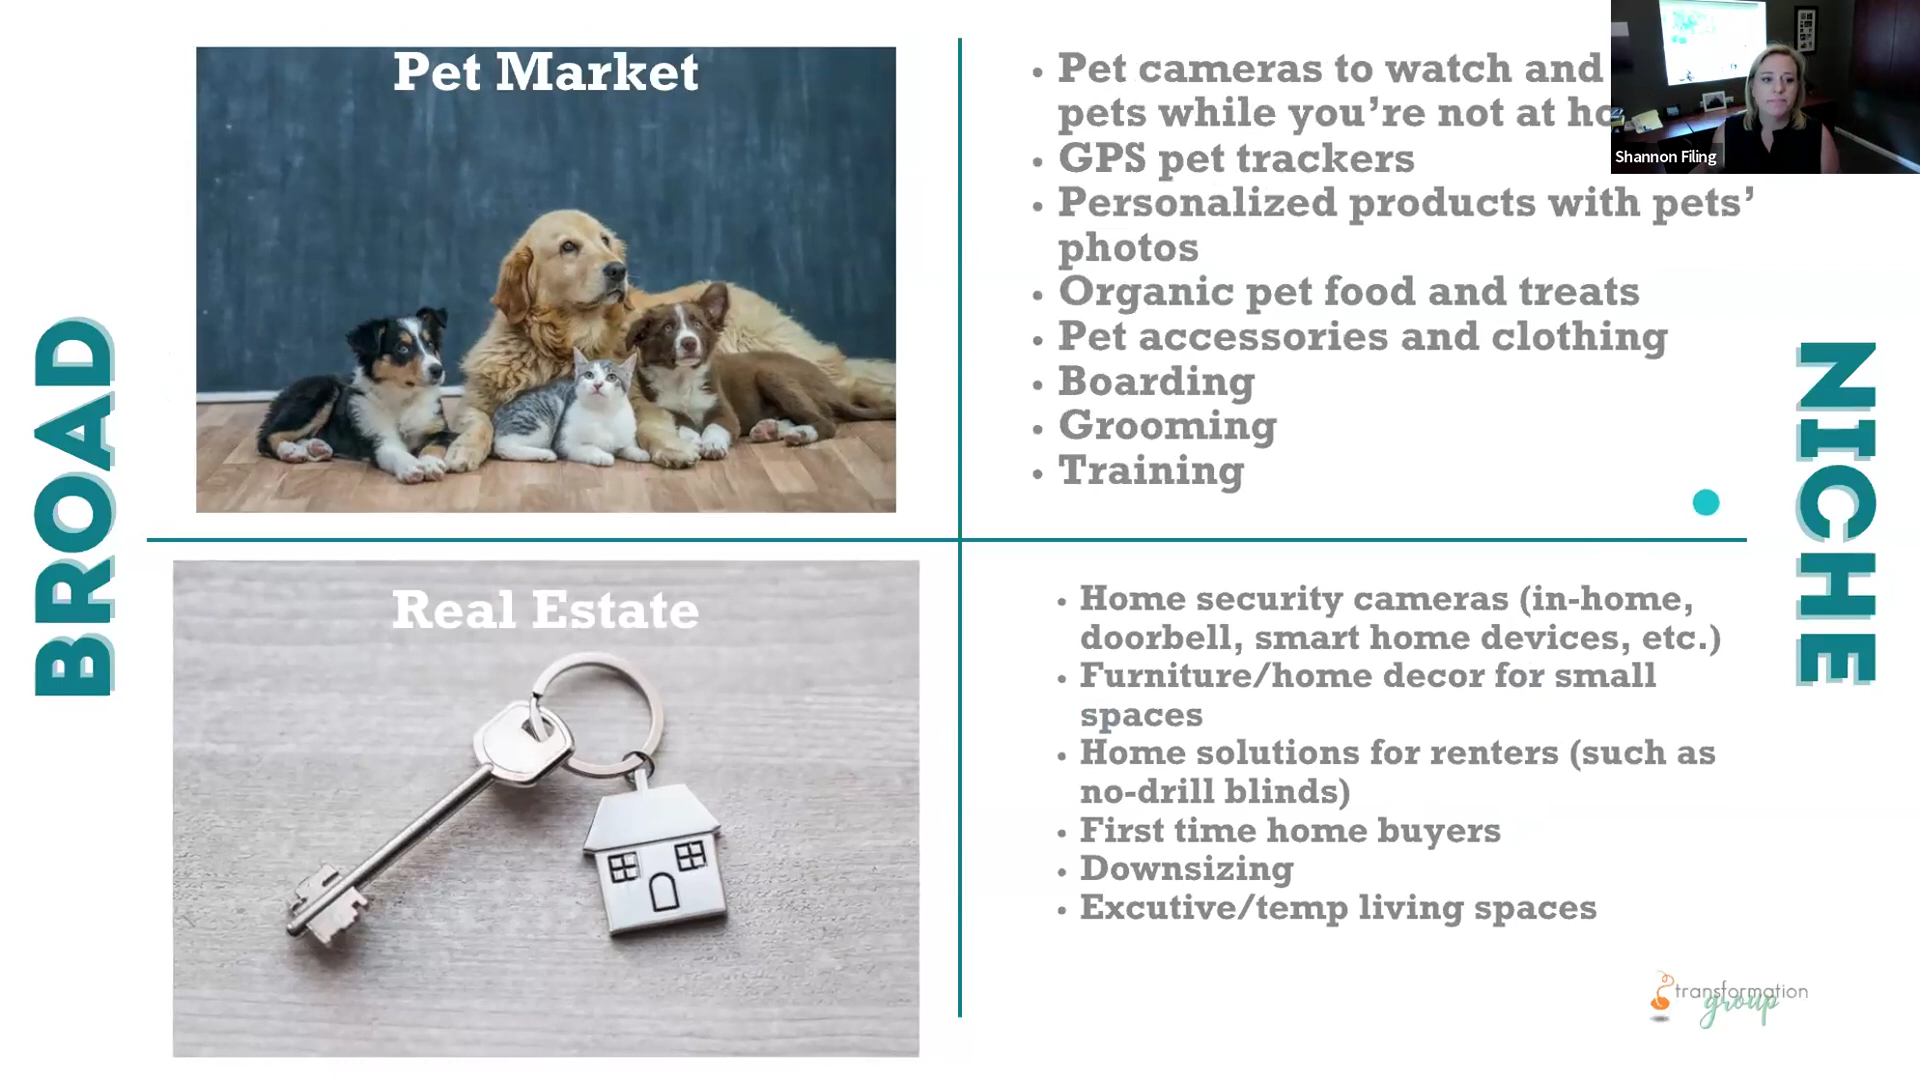 Pet Market
• Pet cameras to watch and
pets while you're not at
• GPS pet trackers
• Personalized products with pets'
photos
• Organic pet food and treats
• Pet accessories and clothing
• Boarding
• Grooming
• Training
Shannon Filing
BROAD
NICHE
Real Estate
• Home security cameras (in-home,
doorbell, smart home devices, etc.)
• Furniture/home decor for small
spaces
• Home solutions for renters (such as
no-drill blinds)
• First time home buyers
• Downsizing
• Excutive/temp living spaces
transformation
group